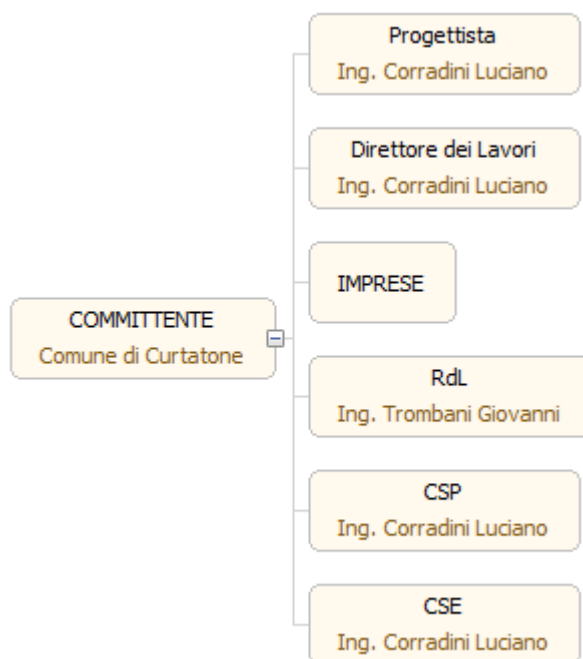 Progettista
Ing. Corradini Luciano
Direttore dei Lavori
Ing. Corradini Luciano
IMPRESE
COMMITTENTE
Comune di Curtatone
RdL
Ing. Trombani Giovanni
CSP
Ing. Corradini Luciano
CSE
Ing. Corradini Luciano